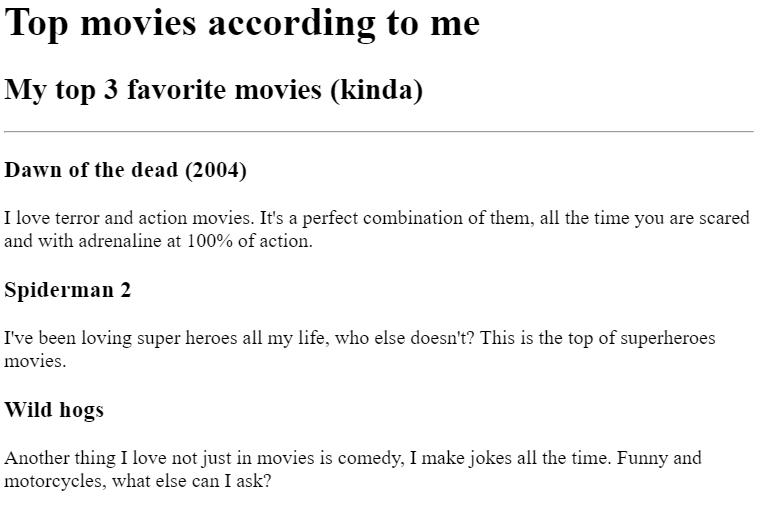 Top movies according to me
My top 3 favorite movies (kinda)
Dawn of the dead (2004)
I love terror and action movies. It's a perfect combination of them, all the time you are scared
and with adrenaline at 100% of action.
Spiderman 2
I've been loving super heroes all my life, who else doesn't? This is the top of superheroes
movies.
Wild hogs
Another thing I love not just in movies is comedy, I make jokes all the time. Funny and
motorcycles, what else can I ask?